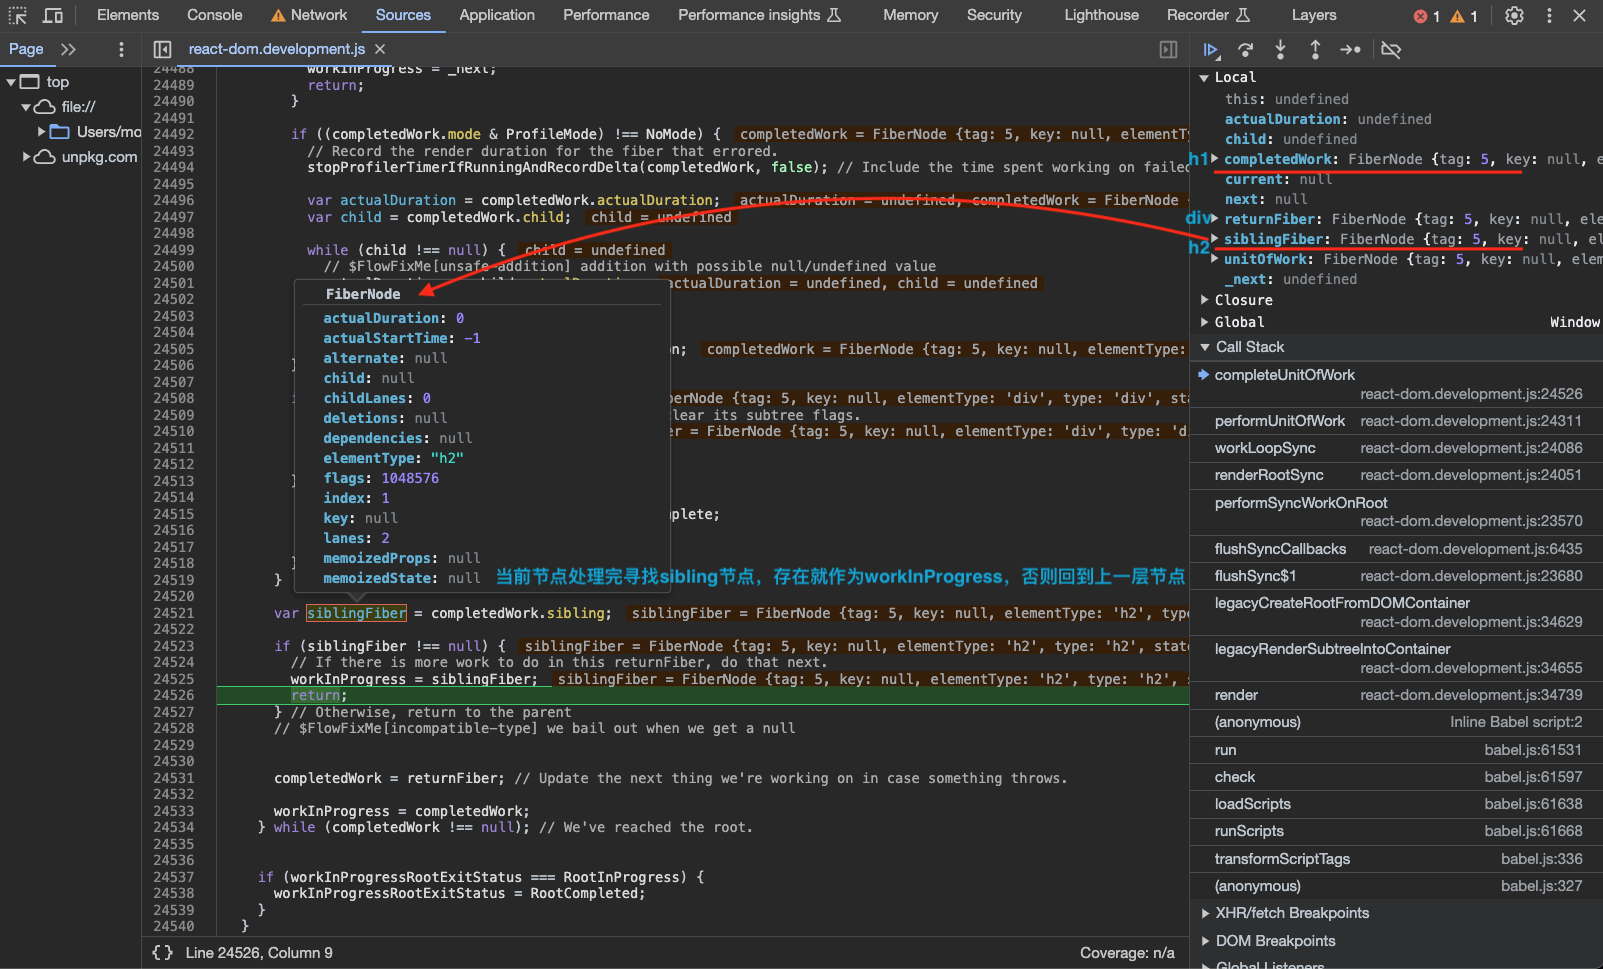 Elements Console Network Sources Application Performance Performance insights Memory Security Lighthouse Recorder Layers 1 1
Page react-dom.development.js
top
file://
Users/mo
unpkg.com
24488 workInProgress = _next;
24489 return;
24490 }
24491
24492 if ((completedWork.mode & ProfileMode) !== NoMode) { completedWork = FiberNode {tag: 5, key: null, elementTy
24493 // Record the render duration for the fiber that errored.
24494 stopProfilerTimerIfRunningAndRecordDelta(completedWork, false); // Include the time spent working on failed
24495
24496 var actualDuration = completedWork.actualDuration; actualDuration = undefined, completedWork = FiberNode {
24497 var child = completedWork.child; child = undefined
24498
24499 while (child !== null) { child = undefined
24500 // $FlowFixMe[unsafe-addition] addition with possible null/undefined value
24501 actualDuration = undefined, child = undefined
24502
24503
24504
24505 n; completedWork = FiberNode {tag: 5, key: null, elementType:
24506 }
24507
24508 iberNode {tag: 5, key: null, elementType: 'div', type: 'div', sta
24509 lear its subtree flags.
24510 er = FiberNode {tag: 5, key: null, elementType: 'div', type: 'd
24511
24512
24513 }
24514
24515 plete;
24516
24517
24518 }
24519 }
24520
24521 var siblingFiber = completedWork.sibling; siblingFiber = FiberNode {tag: 5, key: null, elementType: 'h2', type
24522
24523 if (siblingFiber !== null) { siblingFiber = FiberNode {tag: 5, key: null, elementType: 'h2', type: 'h2', stat
24524 // If there is more work to do in this returnFiber, do that next.
24525 workInProgress = siblingFiber; siblingFiber = FiberNode {tag: 5, key: null, elementType: 'h2', type: 'h2', s
24526 return;
24527 } // Otherwise, return to the parent
24528 // $FlowFixMe[incompatible-type] we bail out when we get a null
24529
24530
24531 completedWork = returnFiber; // Update the next thing we're working on in case something throws.
24532
24533 workInProgress = completedWork;
24534 } while (completedWork !== null); // We've reached the root.
24535
24536
24537 if (workInProgressRootExitStatus === RootInProgress) {
24538 workInProgressRootExitStatus = RootCompleted;
24539 }
24540 }
FiberNode
actualDuration: 0
actualStartTime: -1
alternate: null
child: null
childLanes: 0
deletions: null
dependencies: null
elementType: "h2"
flags: 1048576
index: 1
key: null
lanes: 2
memoizedProps: null
memoizedState: null
当前节点处理完寻找sibling节点，存在就作为workInProgress，否则回到上一层节点
{} Line 24526, Column 9 Coverage: n/a
Local
this: undefined
actualDuration: undefined
child: undefined
h1 completedWork: FiberNode {tag: 5, key: null, e
current: null
next: null
div returnFiber: FiberNode {tag: 5, key: null, ele
h2 siblingFiber: FiberNode {tag: 5, key: null, el
unitOfWork: FiberNode {tag: 5, key: null, elem
_next: undefined
Closure
Global Window
Call Stack
completeUnitOfWork
react-dom.development.js:24526
performUnitOfWork react-dom.development.js:24311
workLoopSync react-dom.development.js:24086
renderRootSync react-dom.development.js:24051
performSyncWorkOnRoot
react-dom.development.js:23570
flushSyncCallbacks react-dom.development.js:6435
flushSync$1 react-dom.development.js:23680
legacyCreateRootFromDOMContainer
react-dom.development.js:34629
legacyRenderSubtreeIntoContainer
react-dom.development.js:34655
render react-dom.development.js:34739
(anonymous) Inline Babel script:2
run babel.js:61531
check babel.js:61597
loadScripts babel.js:61638
runScripts babel.js:61668
transformScriptTags babel.js:336
(anonymous) babel.js:327
XHR/fetch Breakpoints
DOM Breakpoints
Global Listeners